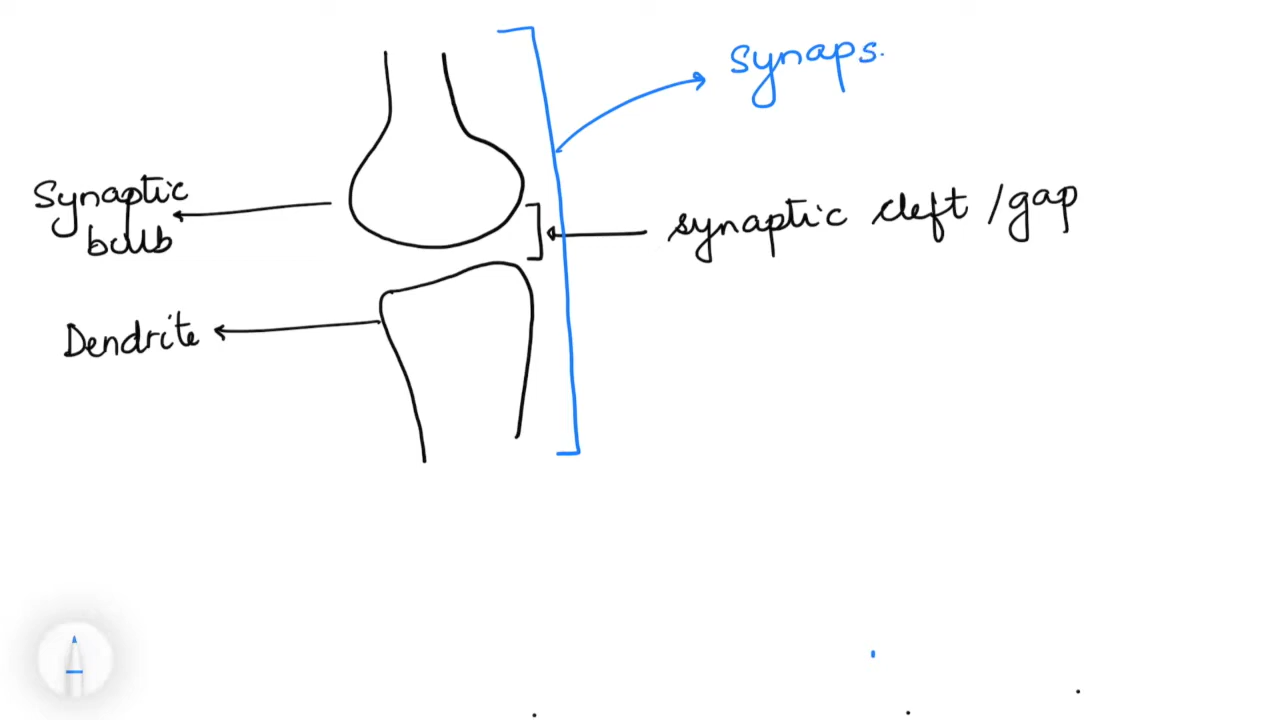 Synaps.
Synaptic
bulb
synaptic cleft /gap
Dendrite